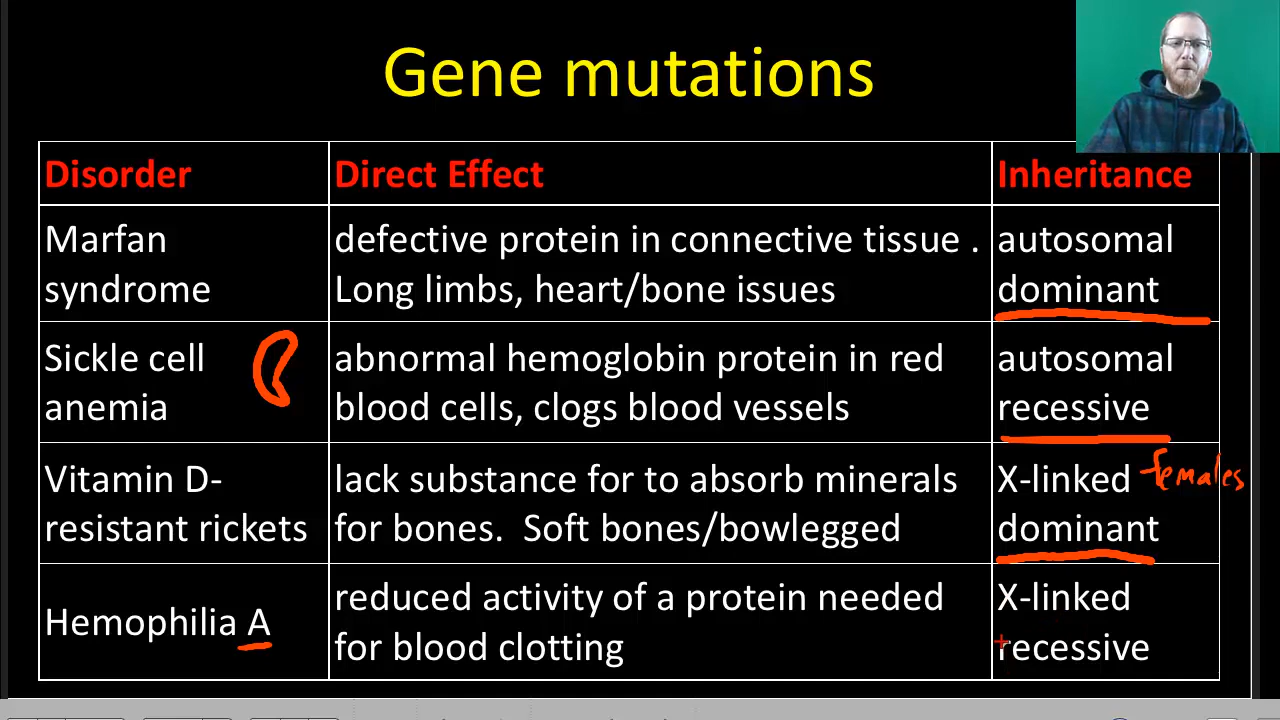 Gene mutations
Disorder Direct Effect Inheritance
Marfan syndrome
defective protein in connective tissue .
Long limbs, heart/bone issues
autosomal
dominant
Sickle cell
anemia
abnormal hemoglobin protein in red
blood cells, clogs blood vessels
autosomal
recessive
Vitamin D-
resistant rickets
lack substance for to absorb minerals
for bones.  Soft bones/bowlegged
X-linked females
dominant
Hemophilia A
reduced activity of a protein needed
for blood clotting
X-linked
recessive